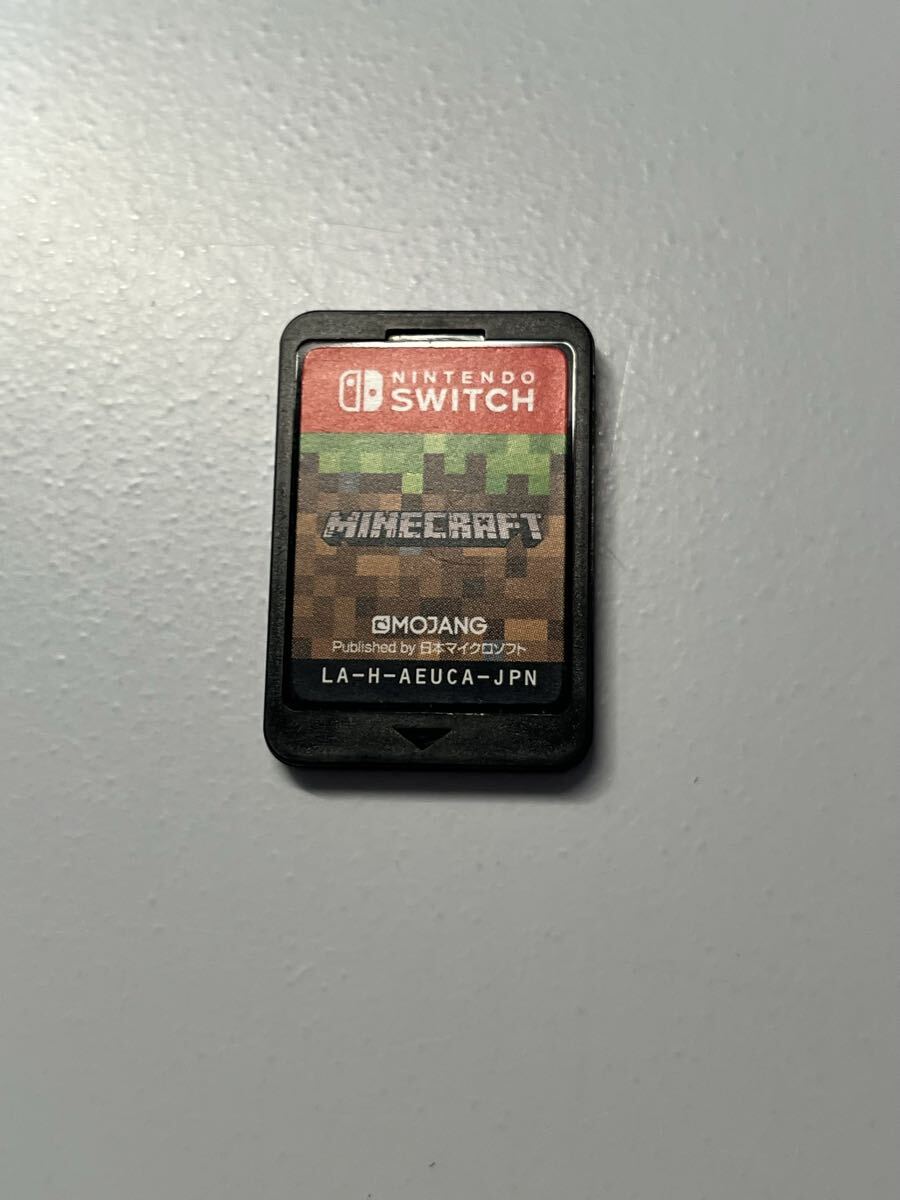 NINTENDO
SWITCH
MINECRAFT
MOJANG
Published by 日本マイクロソフト
LA-H-AEUCA-JPN